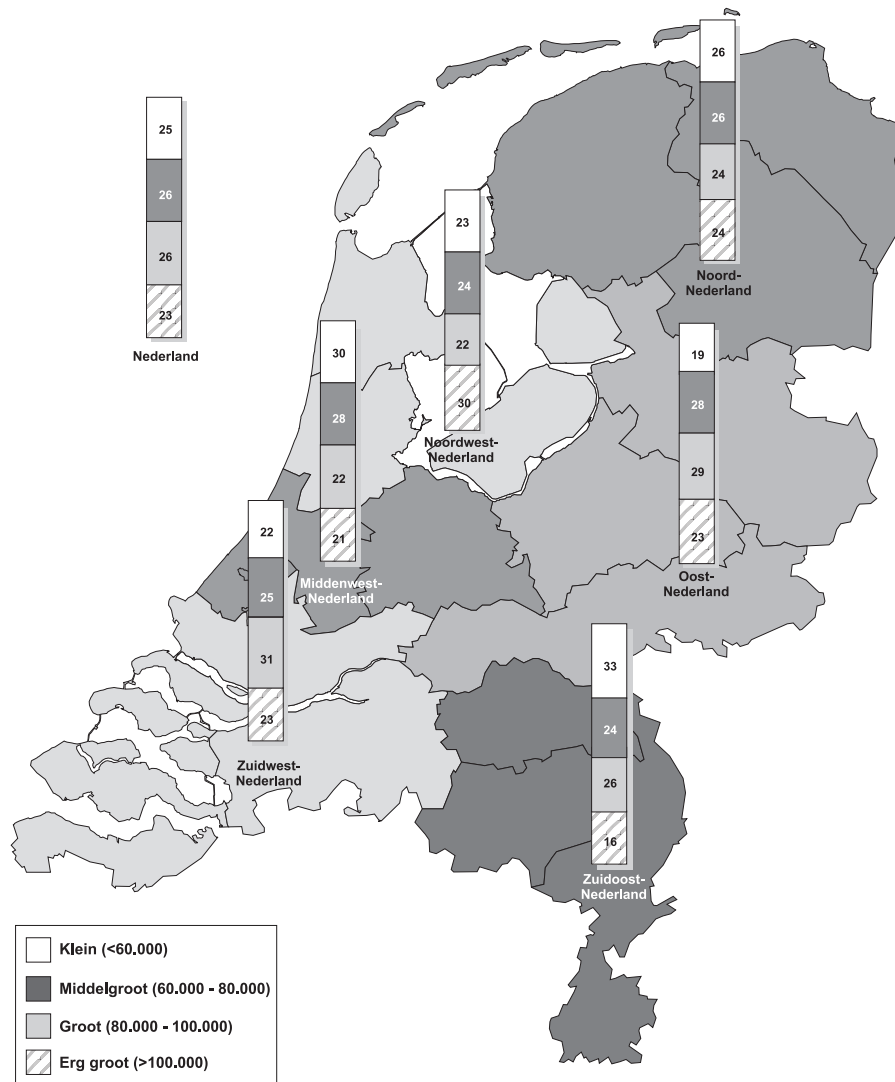 26
26
24
24
Noord-
Nederland
25
26
26
23
Nederland
23
24
22
30
Noordwest-
Nederland
30
28
22
21
Middenwest-
Nederland
19
28
29
23
Oost-
Nederland
22
25
31
23
Zuidwest-
Nederland
33
24
26
16
Zuidoost-
Nederland
Klein (<60.000)
Middelgroot (60.000 - 80.000)
Groot (80.000 - 100.000)
Erg groot (>100.000)